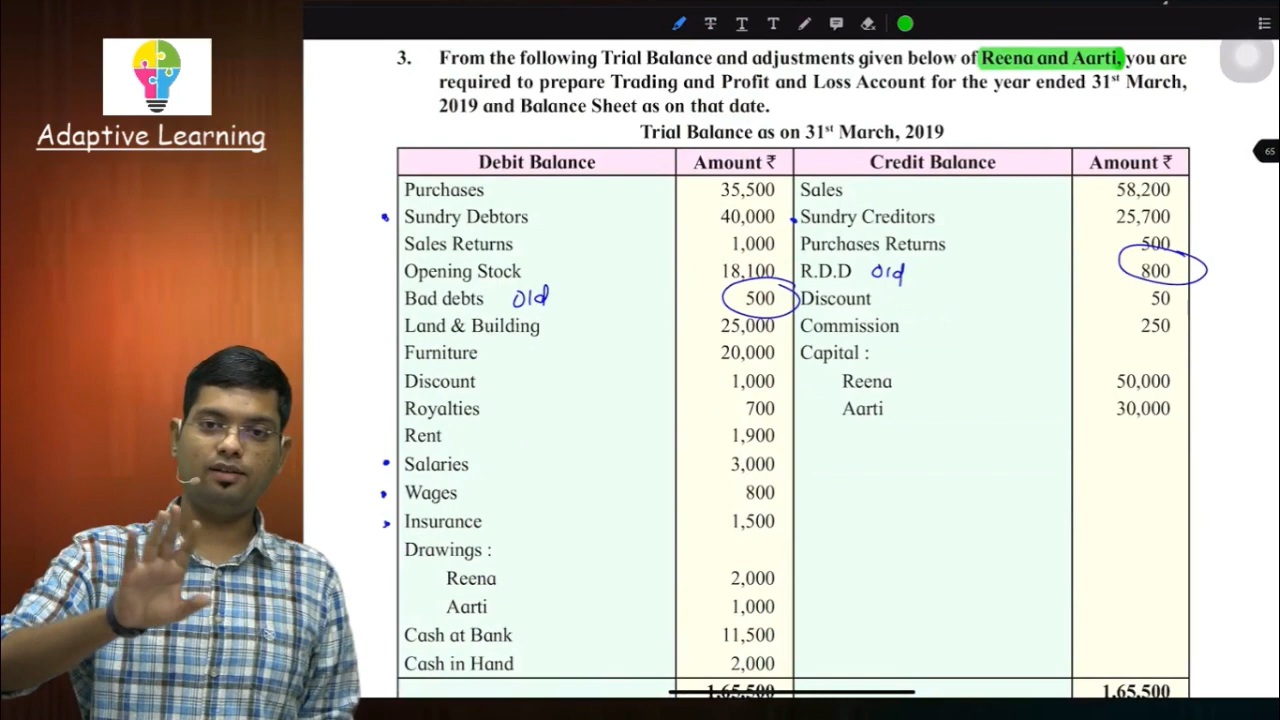 Adaptive Learning
3. From the following Trial Balance and adjustments given below of Reena and Aarti, you are
required to prepare Trading and Profit and Loss Account for the year ended 31st March,
2019 and Balance Sheet as on that date.
Trial Balance as on 31st March, 2019
Debit Balance Amount ₹ Credit Balance Amount ₹
Purchases 35,500 Sales 58,200
Sundry Debtors 40,000 Sundry Creditors 25,700
Sales Returns 1,000 Purchases Returns 500
Opening Stock 18,100 R.D.D old 800
Bad debts old 500 Discount 50
Land & Building 25,000 Commission 250
Furniture 20,000 Capital :
Discount 1,000 Reena 50,000
Royalties 700 Aarti 30,000
Rent 1,900
Salaries 3,000
Wages 800
Insurance 1,500
Drawings :
Reena 2,000
Aarti 1,000
Cash at Bank 11,500
Cash in Hand 2,000
1,65,500 1,65,500
65